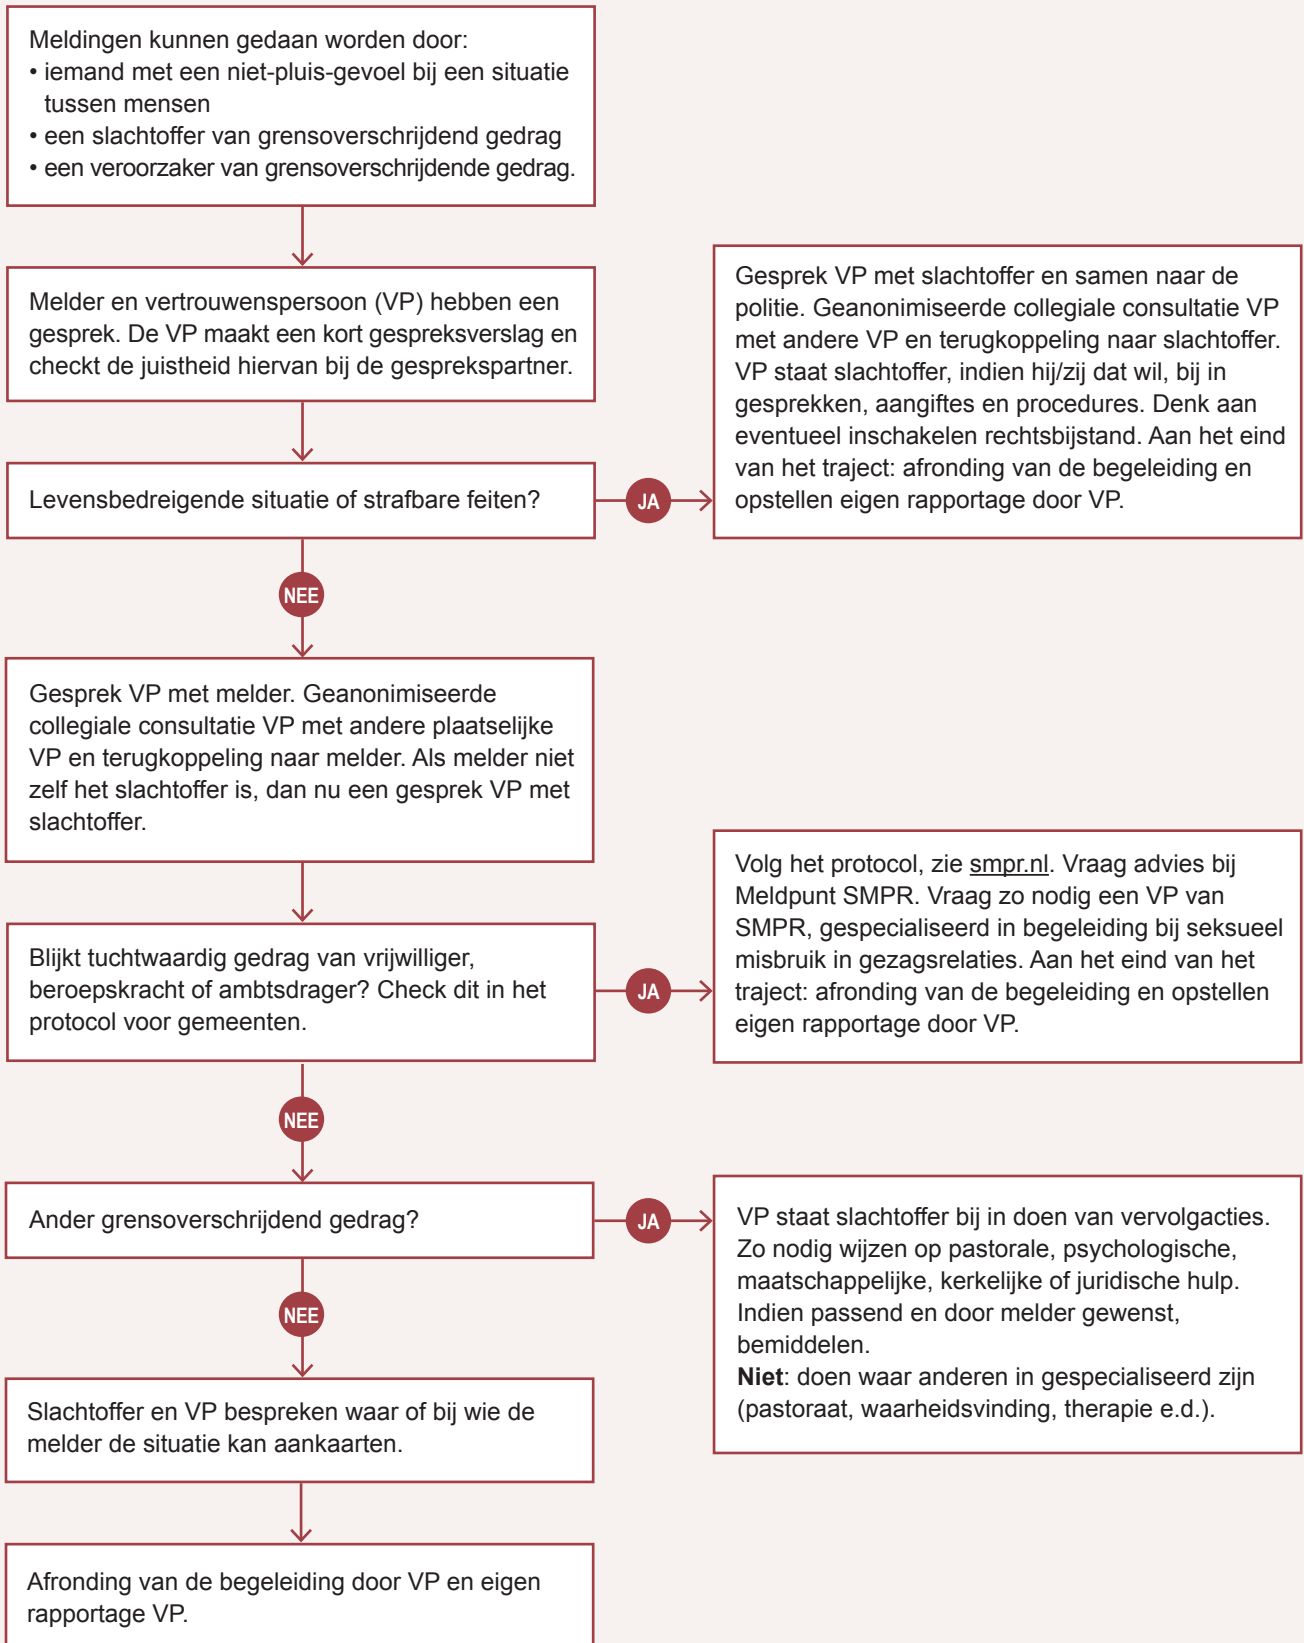 Meldingen kunnen gedaan worden door:
• iemand met een niet-pluis-gevoel bij een situatie
tussen mensen
• een slachtoffer van grensoverschrijdend gedrag
• een veroorzaker van grensoverschrijdende gedrag.
Melder en vertrouwenspersoon (VP) hebben een
gesprek. De VP maakt een kort gespreksverslag en
checkt de juistheid hiervan bij de gesprekspartner.
Levensbedreigende situatie of strafbare feiten?
JA
Gesprek VP met slachtoffer en samen naar de
politie. Geanonimiseerde collegiale consultatie VP
met andere VP en terugkoppeling naar slachtoffer.
VP staat slachtoffer, indien hij/zij dat wil, bij in
gesprekken, aangiftes en procedures. Denk aan
eventueel inschakelen rechtsbijstand. Aan het eind
van het traject: afronding van de begeleiding en
opstellen eigen rapportage door VP.
NEE
Gesprek VP met melder. Geanonimiseerde
collegiale consultatie VP met andere plaatselijke
VP en terugkoppeling naar melder. Als melder niet
zelf het slachtoffer is, dan nu een gesprek VP met
slachtoffer.
Blijkt tuchtwaardig gedrag van vrijwilliger,
beroepskracht of ambtsdrager? Check dit in het
protocol voor gemeenten.
JA
Volg het protocol, zie smpr.nl. Vraag advies bij
Meldpunt SMPR. Vraag zo nodig een VP van
SMPR, gespecialiseerd in begeleiding bij seksueel
misbruik in gezagsrelaties. Aan het eind van het
traject: afronding van de begeleiding en opstellen
eigen rapportage door VP.
NEE
Ander grensoverschrijdend gedrag?
JA
VP staat slachtoffer bij in doen van vervolgacties.
Zo nodig wijzen op pastorale, psychologische,
maatschappelijke, kerkelijke of juridische hulp.
Indien passend en door melder gewenst,
bemiddelen.
Niet: doen waar anderen in gespecialiseerd zijn
(pastoraat, waarheidsvinding, therapie e.d.).
NEE
Slachtoffer en VP bespreken waar of bij wie de
melder de situatie kan aankaarten.
Afronding van de begeleiding door VP en eigen
rapportage VP.